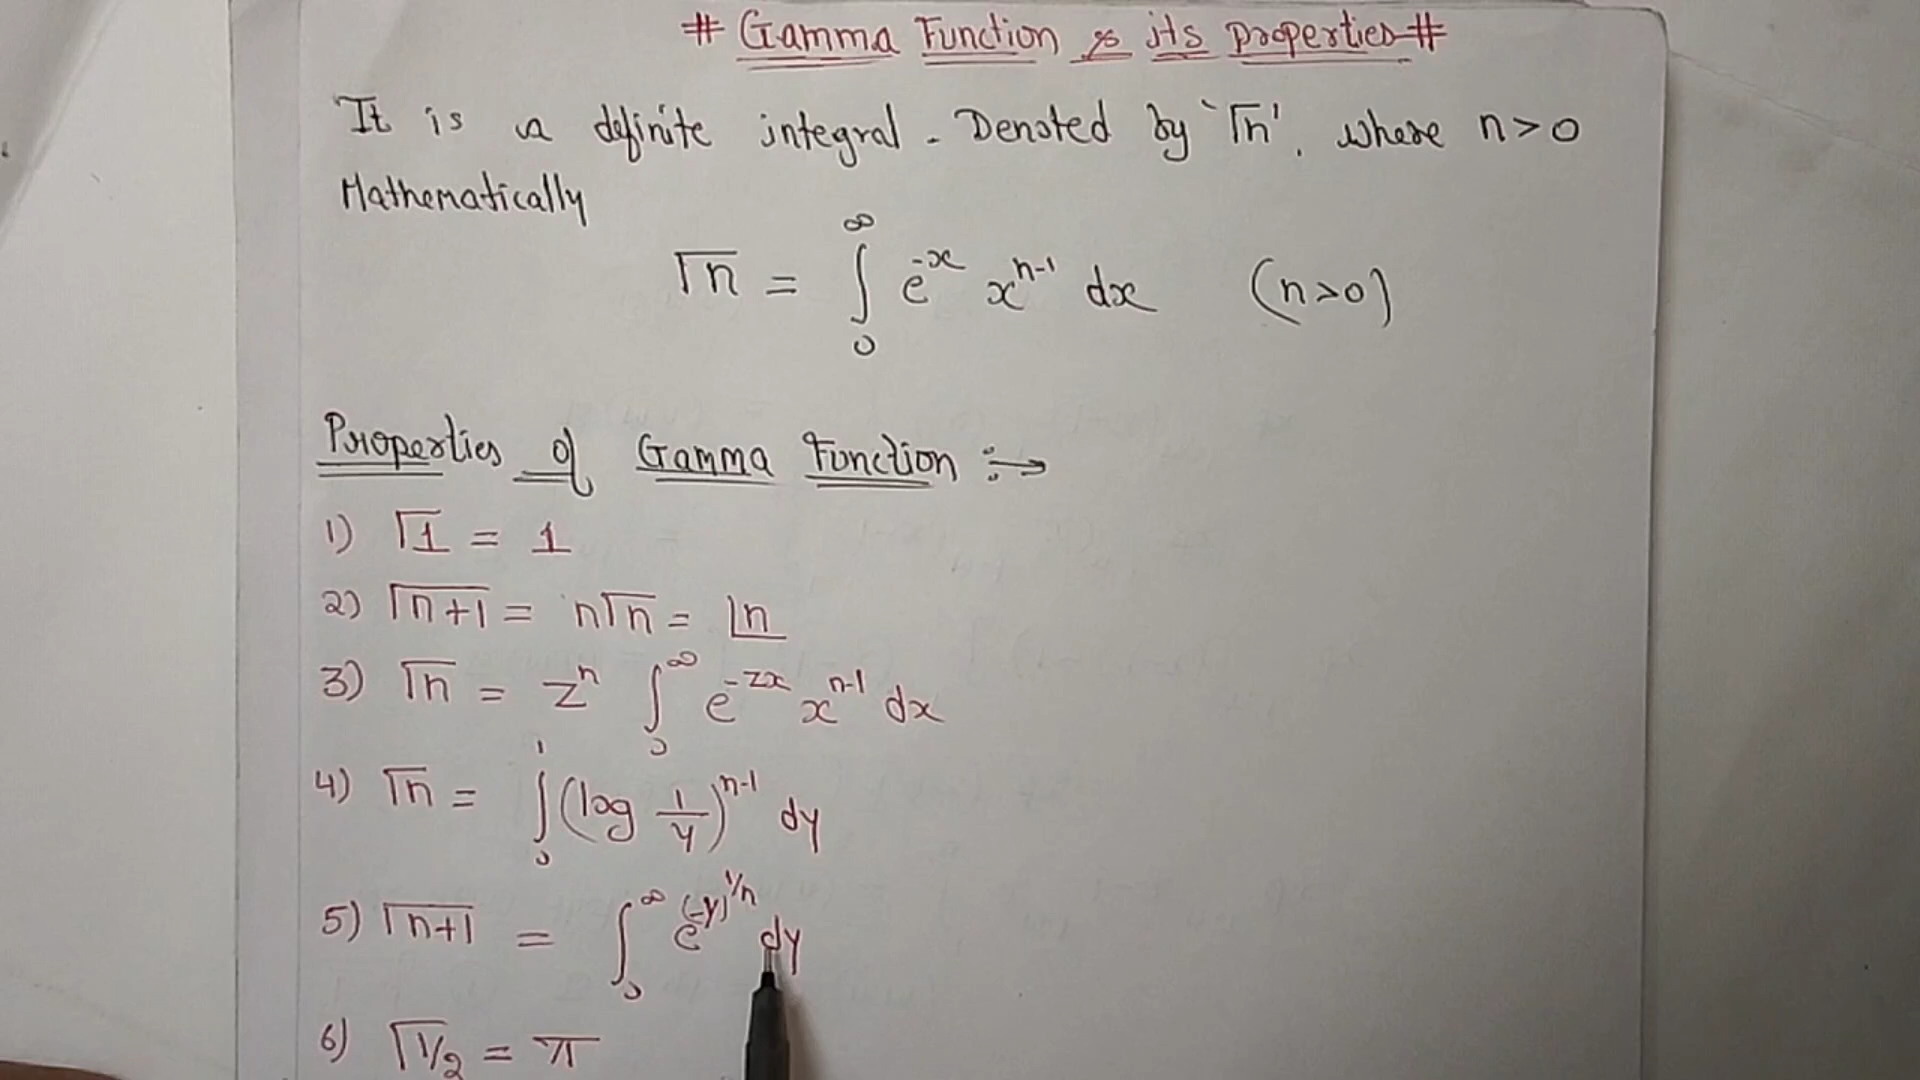 # Gamma Function & its Properties #
It is a definite integral. Denoted by 'Γn', where n>0
Mathematically
Γn = ∫₀^∞ e^-x x^n-1 dx (n>0)
Properties of Gamma Function :→
1) Γ1 = 1
2) Γn+1 = nΓn = ⌊n
3) Γn = z^n ∫₀^∞ e^-zx x^n-1 dx
4) Γn = ∫₀^1 (log 1/y)^n-1 dy
5) Γn+1 = ∫₀^∞ e^(-y)^1/n dy
6) Γ1/2 = π